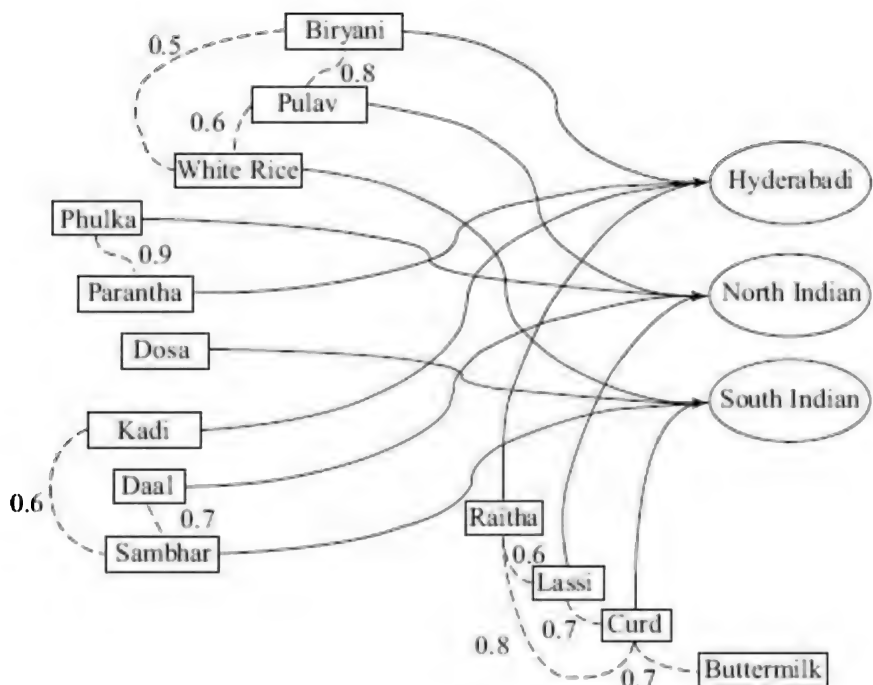 Biryani
0.5
0.8
Pulav
0.6
White Rice
Hyderabadi
Phulka
0.9
Parantha
North Indian
Dosa
South Indian
Kadi
Daal
0.6
0.7
Raitha
Sambhar
0.6
Lassi
0.7
Curd
0.8
0.7
Buttermilk